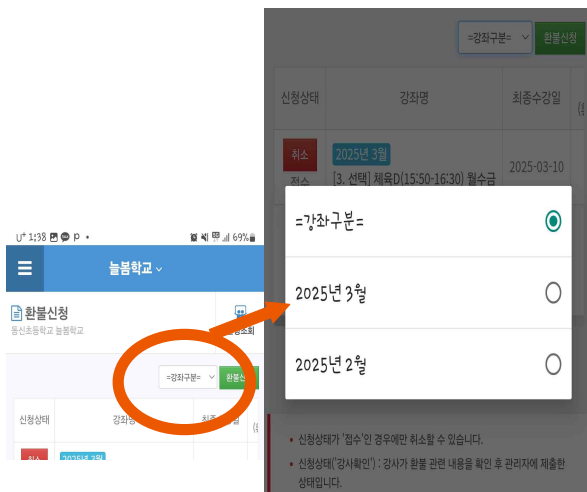 U+ 1:38 P •
69%
늘봄학교
환불신청
동신초등학교 늘봄학교
=강좌구분=
환불신
신청상태
강좌명
2025년 3월
=강좌구분=
환불신청
신청상태
강좌명
최종수강일
취소
2025년 3월
2025-03-10
접수
[3. 선택] 체육D(15:50-16:30) 월수금
=강좌구분=
2025년 3월
2025년 2월
신청상태가 '접수'인 경우에만 취소할 수 있습니다.
신청상태('강사확인') : 강사가 환불 관련 내용을 확인 후 관리자에 제출한
상태입니다.